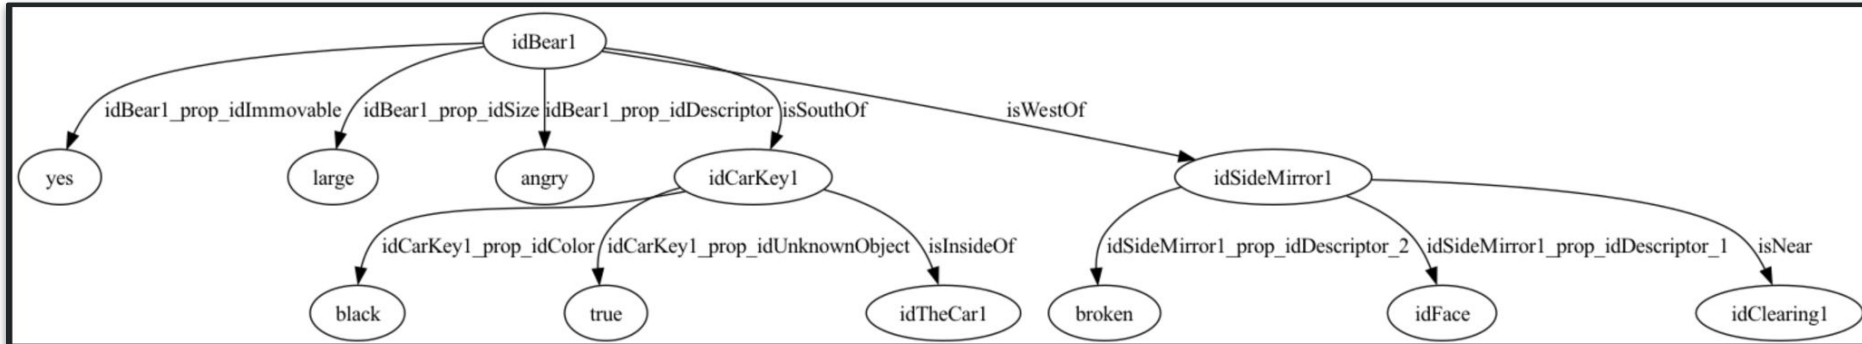 idBear1
idBear1_prop_idImmovable idBear1_prop_idSize idBear1_prop_idDescriptor isSouthOf isWestOf
yes large angry idCarKey1 idSideMirror1
idCarKey1_prop_idColor idCarKey1_prop_idUnknownObject isInsideOf idSideMirror1_prop_idDescriptor_2 idSideMirror1_prop_idDescriptor_1 isNear
black true idTheCar1 broken idFace idClearing1